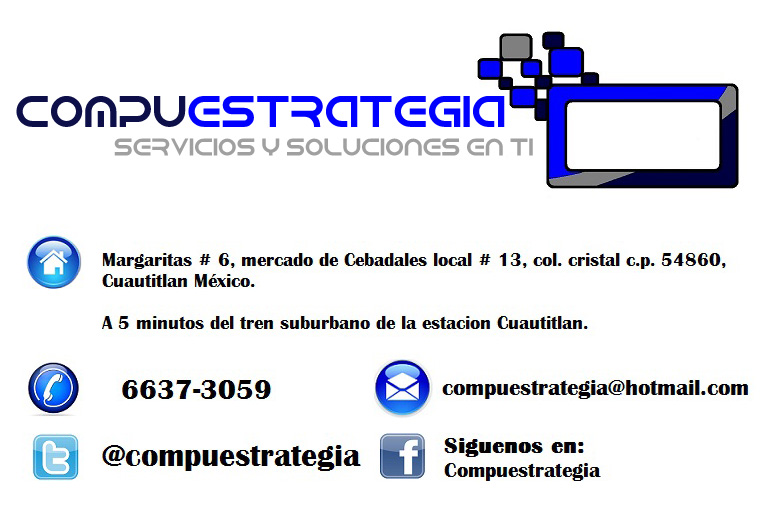 COMPUESTRATEGIA
SERVICIOS Y SOLUCIONES EN TI
Margaritas # 6, mercado de Cebadales local # 13, col. cristal c.p. 54860,
Cuautitlan México.
A 5 minutos del tren suburbano de la estacion Cuautitlan.
6637-3059
compuestrategia@hotmail.com
@compuestrategia
Siguenos en:
Compuestrategia